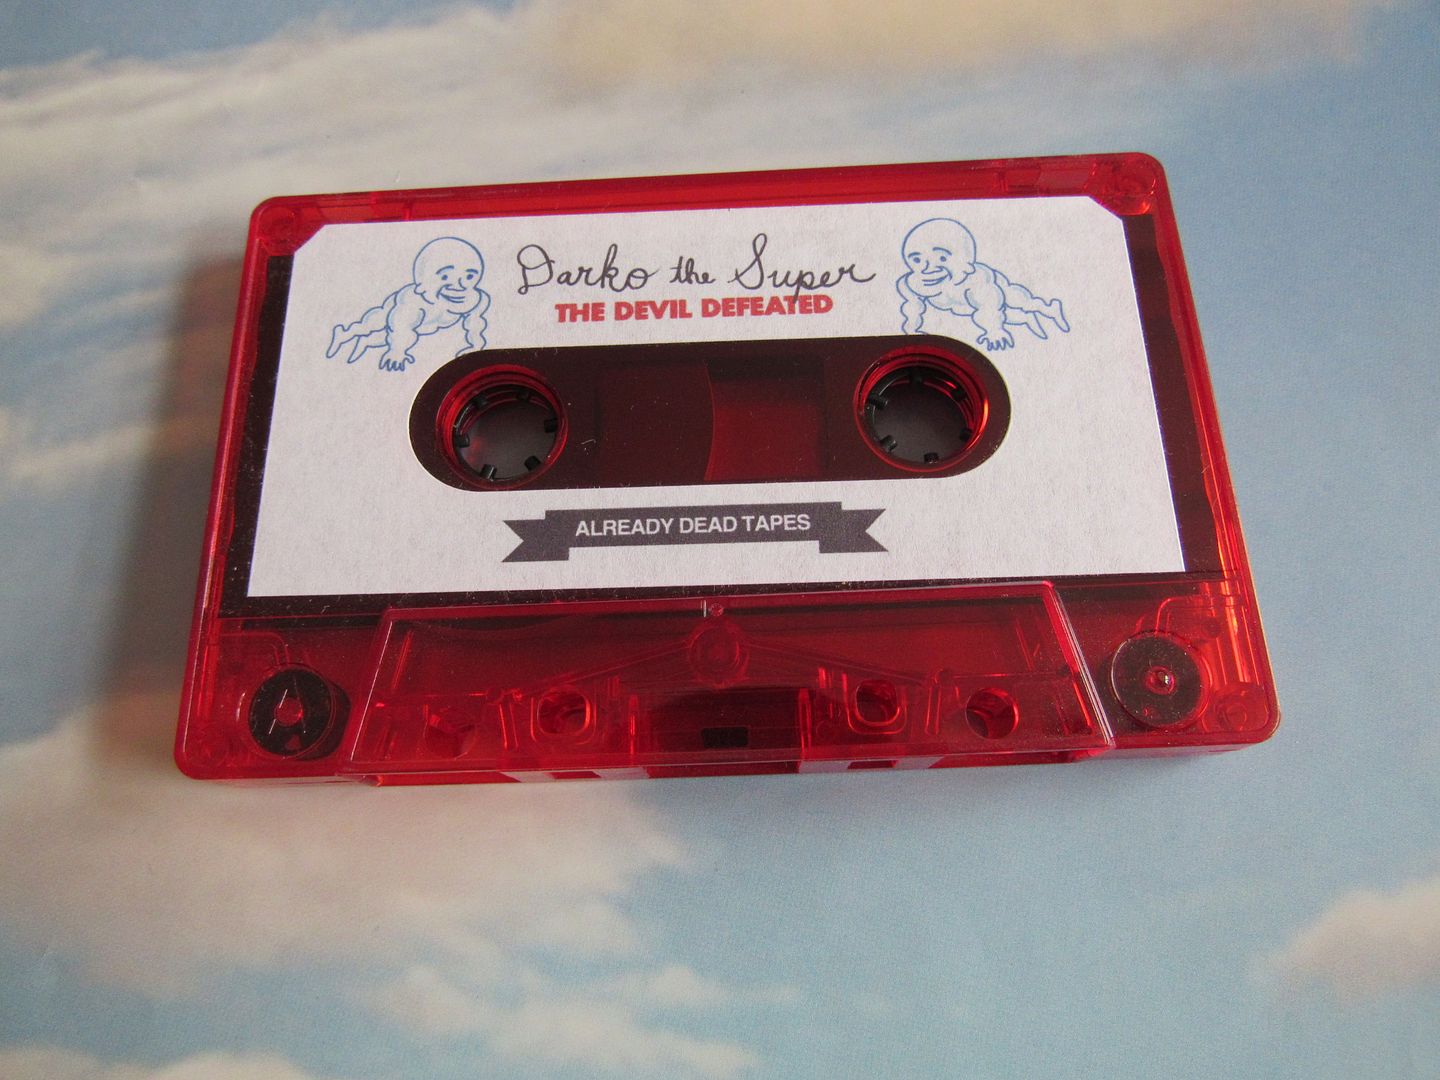 Darko the Super
THE DEVIL DEFEATED
ALREADY DEAD TAPES